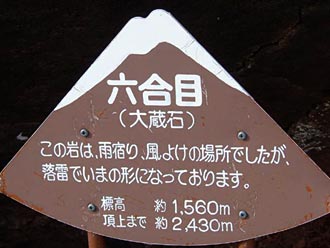 六合目
(大蔵石)
この岩は、雨宿り、風よけの場所でしたが、
落雷でいまの形になっております。
標高 約1,560m
頂上まで 約2,430m